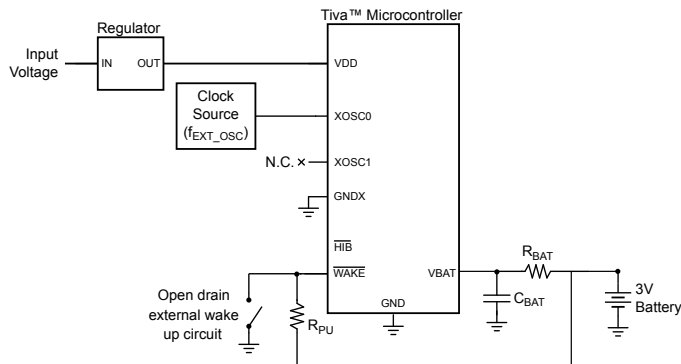 Tiva™ Microcontroller
Regulator
Input
Voltage
IN
OUT
VDD
Clock
Source
(fEXT_OSC)
XOSC0
N.C.
XOSC1
GNDX
HIB
WAKE
VBAT
RBAT
Open drain
external wake
up circuit
RPU
GND
CBAT
3V
Battery